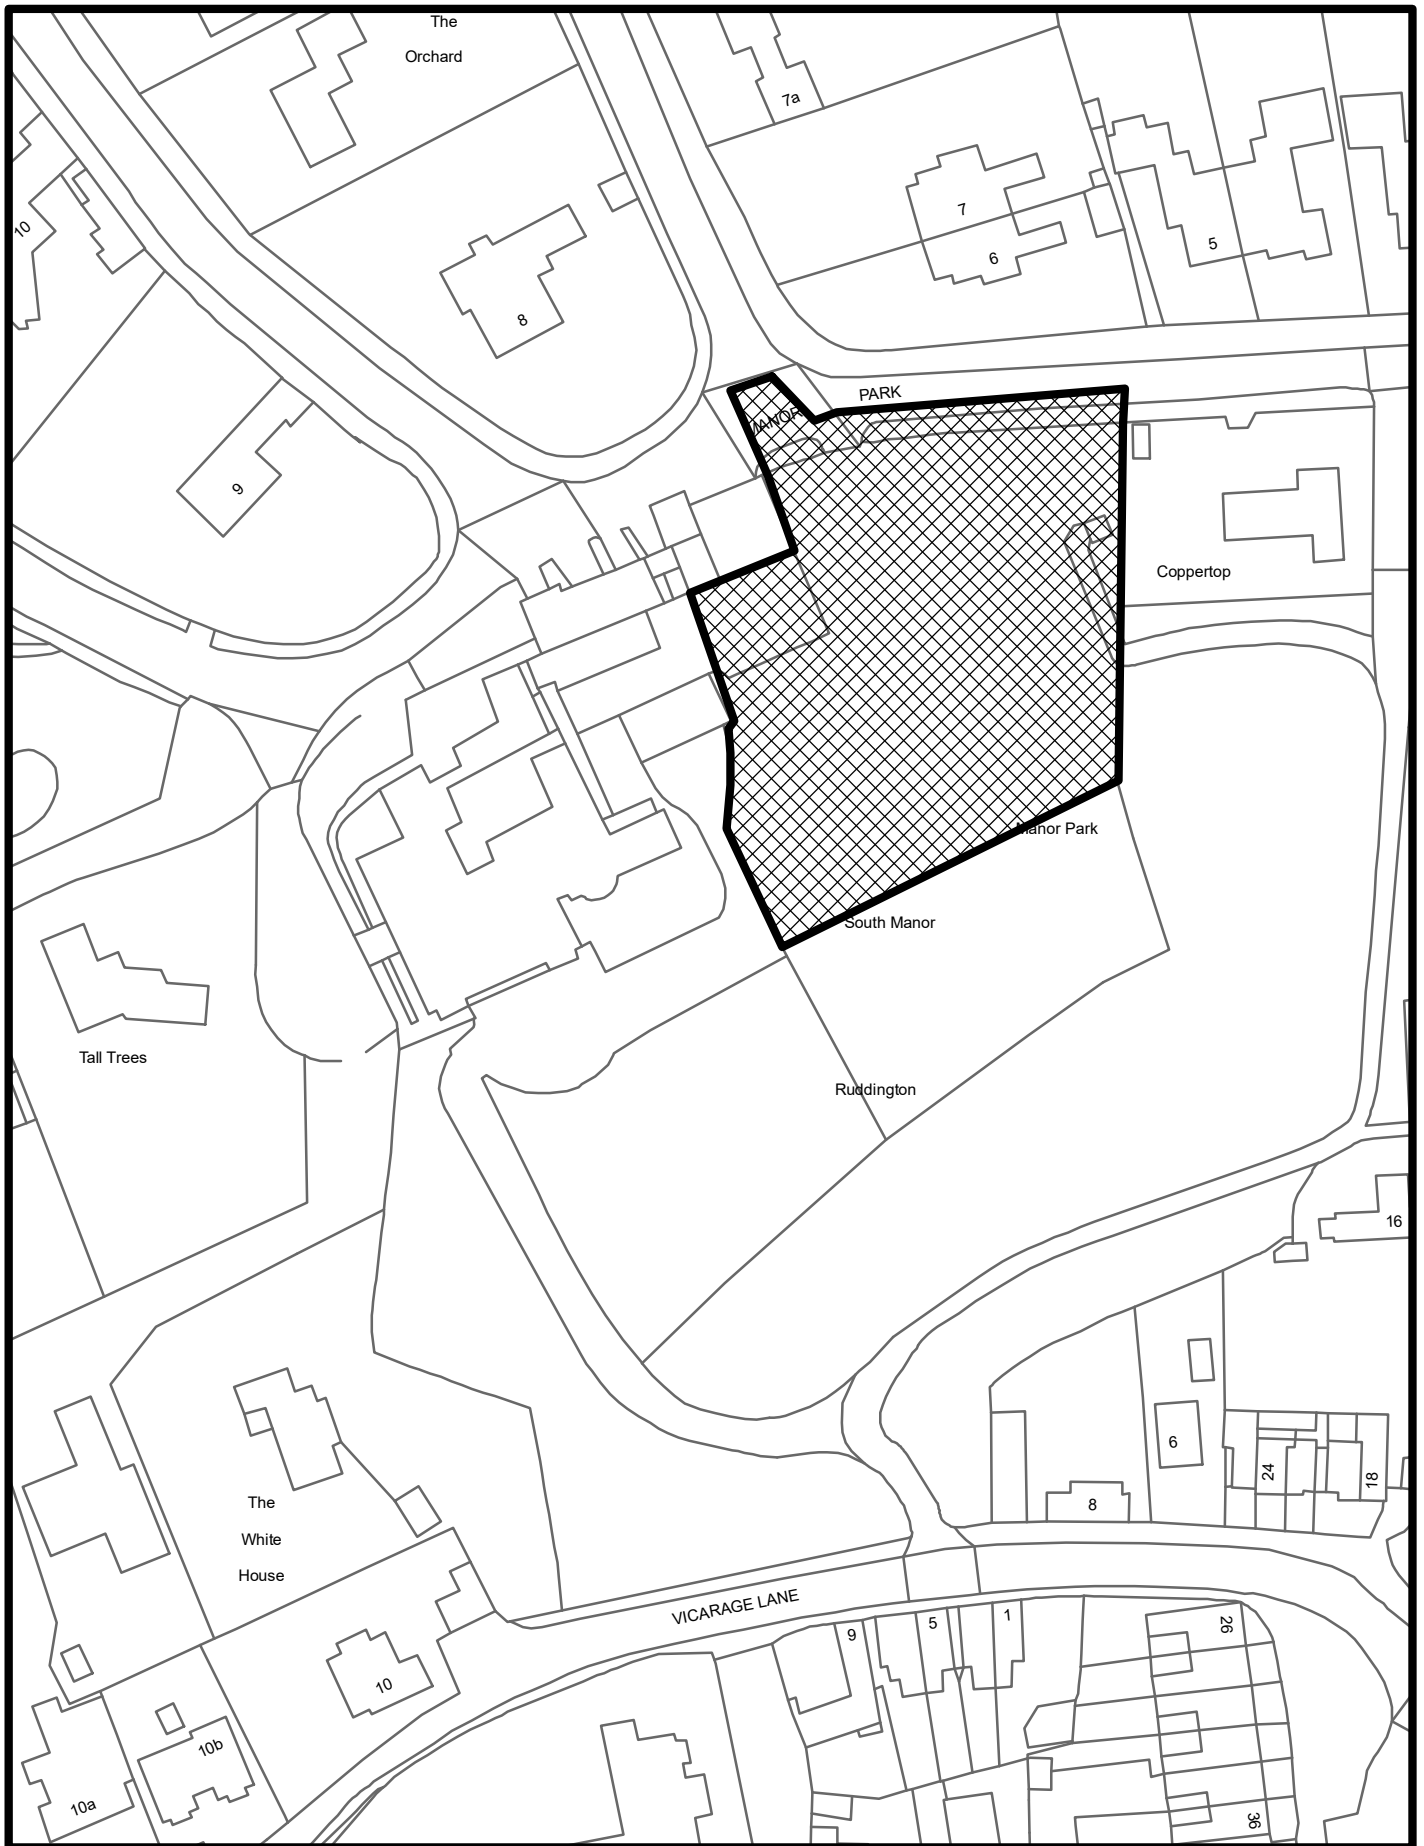 The
Orchard
7a
10
7
5
6
8
PARK
MANOR
9
Coppertop
Manor Park
South Manor
Tall Trees
Ruddington
16
6
24
18
The
8
White
House
VICARAGE LANE
1
5
26
9
10
10b
10a
36